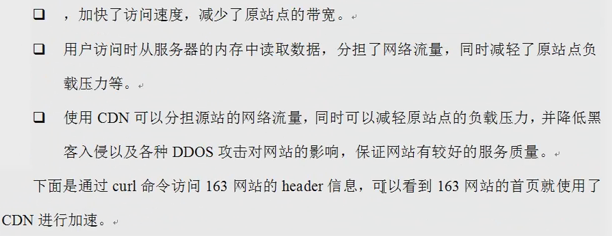 ❑ ，加快了访问速度，减少了原站点的带宽。
❑ 用户访问时从服务器的内存中读取数据，分担了网络流量，同时减轻了原站点负
载压力等。
❑ 使用 CDN 可以分担源站的网络流量，同时可以减轻原站点的负载压力，并降低黑
客入侵以及各种 DDOS 攻击对网站的影响，保证网站有较好的服务质量。
下面是通过 curl 命令访问 163 网站的 header 信息，可以看到 163 网站的首页就使用了
CDN 进行加速。